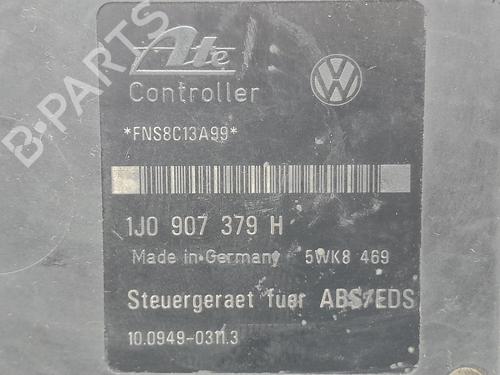 Ate
Controller
*FNS8C13A99*
1J0 907 379 H
Made in Germany 5WK8 469
Steuergeraet fuer ABS/EDS
10.0949-0311.3
B-PARTS